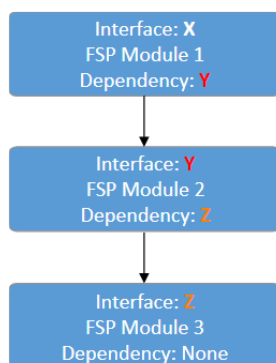 Interface: X
FSP Module 1
Dependency: Y
Interface: Y
FSP Module 2
Dependency: Z
Interface: Z
FSP Module 3
Dependency: None